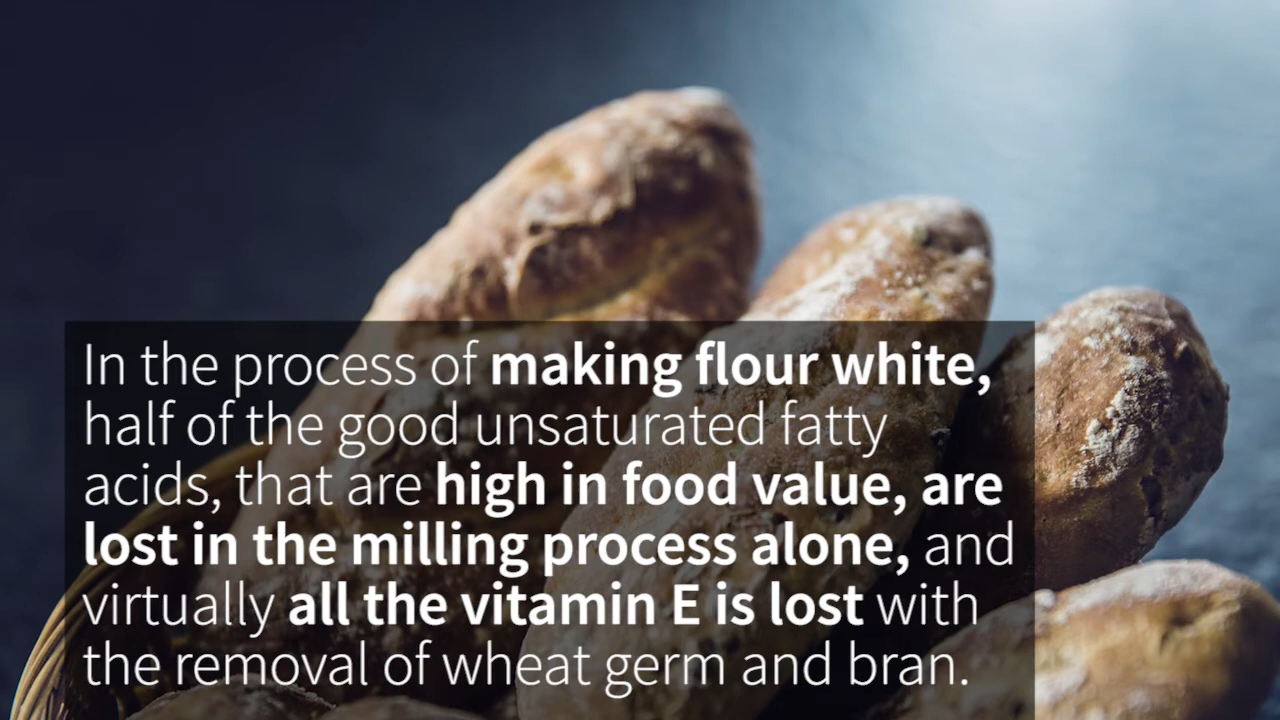 In the process of making flour white,
half of the good unsaturated fatty
acids, that are high in food value, are
lost in the milling process alone, and
virtually all the vitamin E is lost with
the removal of wheat germ and bran.